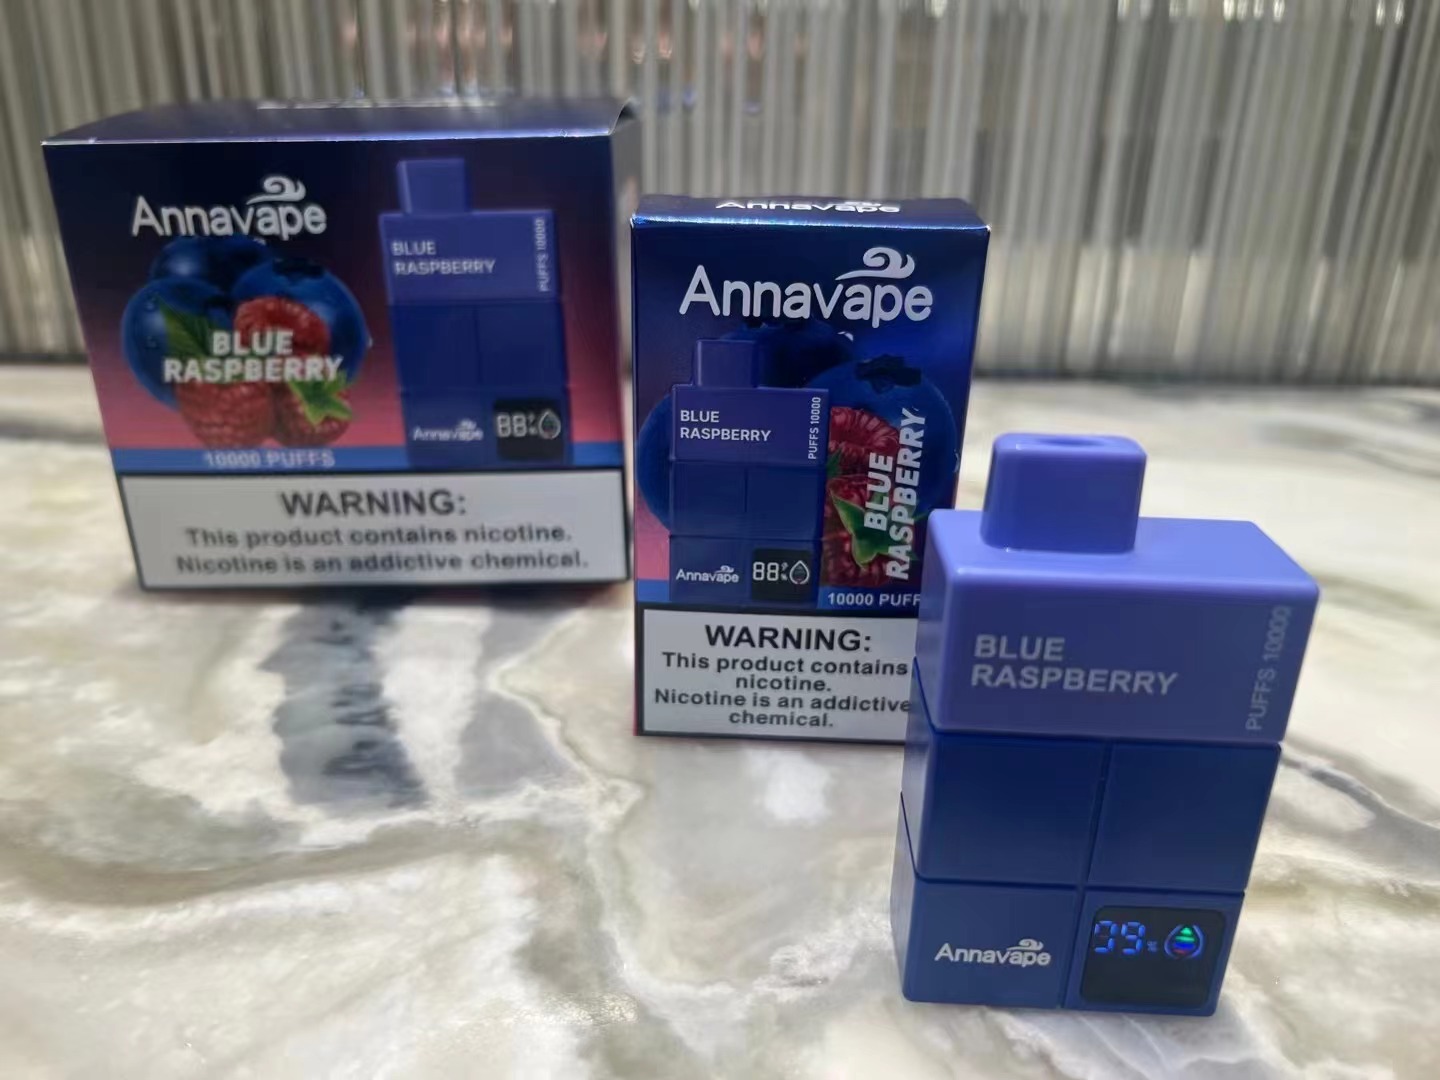 Annavape
BLUE
RASPBERRY
10000 PUFFS
BLUE
RASPBERRY
PUFFS 10000
Annavape
88%
WARNING:
This product contains nicotine.
Nicotine is an addictive chemical.
Annavape
Annavape
BLUE
RASPBERRY
PUFFS 10000
Annavape
88%
BLUE
RASPBERRY
10000 PUFF
WARNING:
This product contains
nicotine.
Nicotine is an addictive
chemical.
BLUE
RASPBERRY
PUFFS 10000
Annavape
99